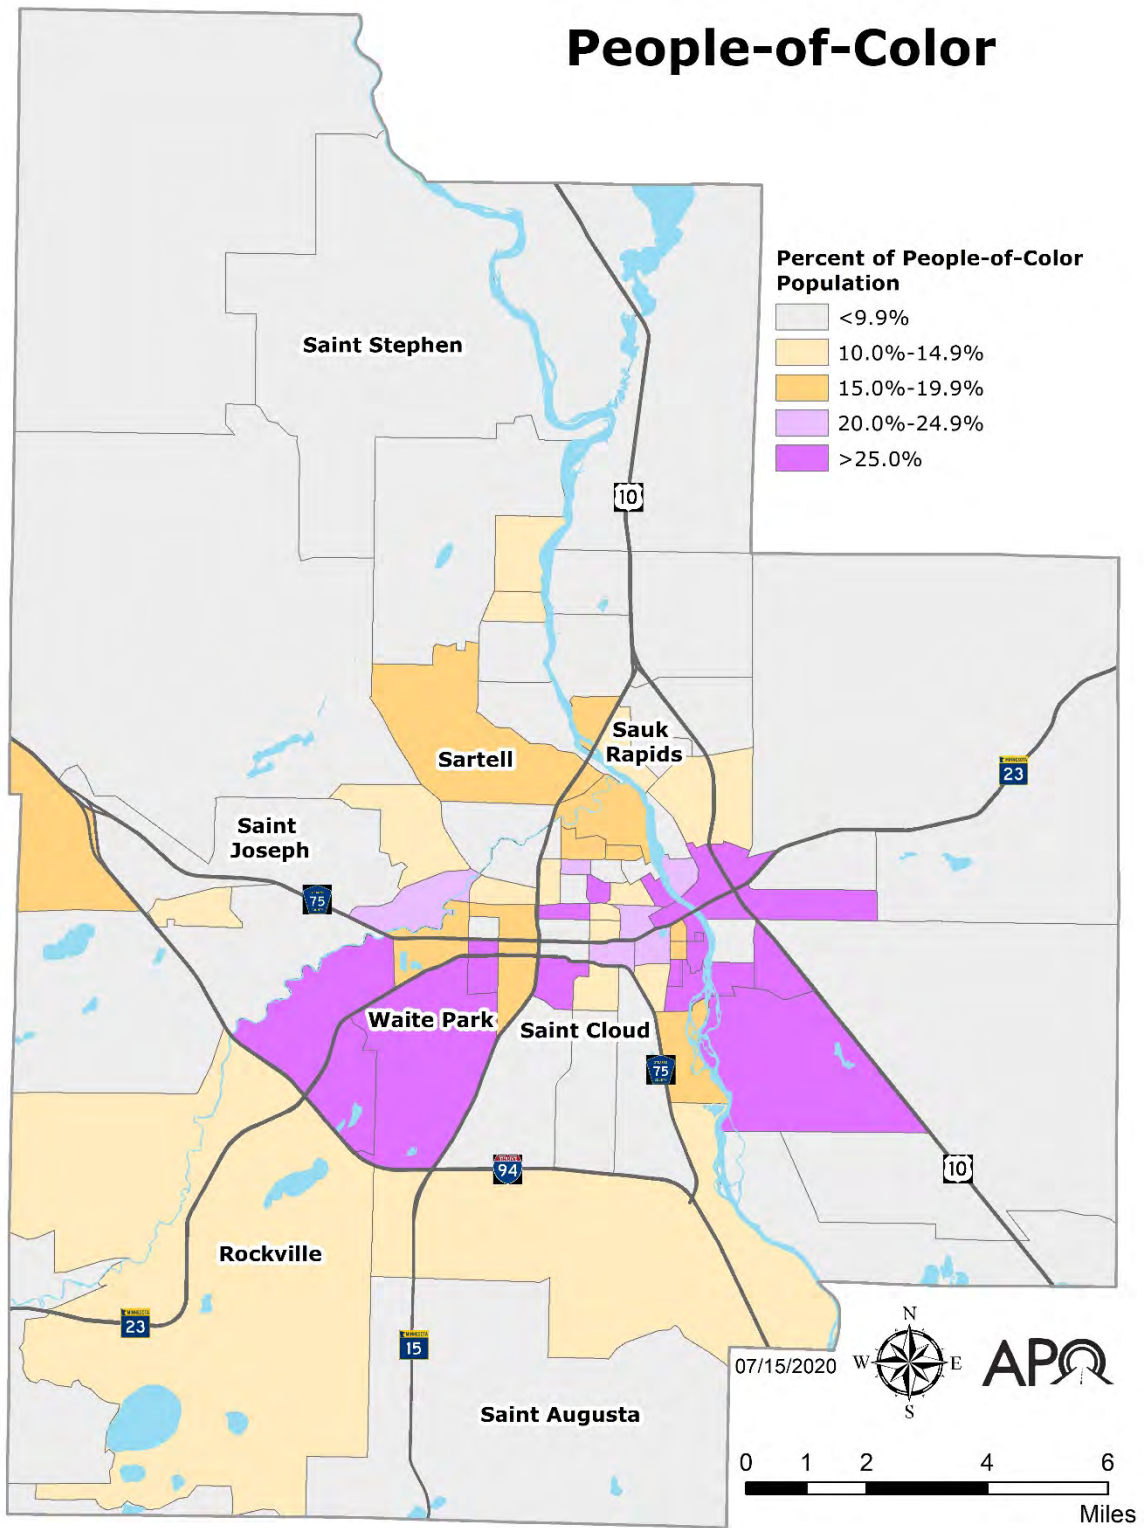 People-of-Color
Percent of People-of-Color
Population
<9.9%
10.0%-14.9%
15.0%-19.9%
20.0%-24.9%
>25.0%
Saint Stephen
10
Sauk
Rapids
Sartell
23
Saint
Joseph
75
Waite Park
Saint Cloud
75
94
10
Rockville
23
15
07/15/2020
N
W
E
S
APO
Saint Augusta
0 1 2 4 6
Miles